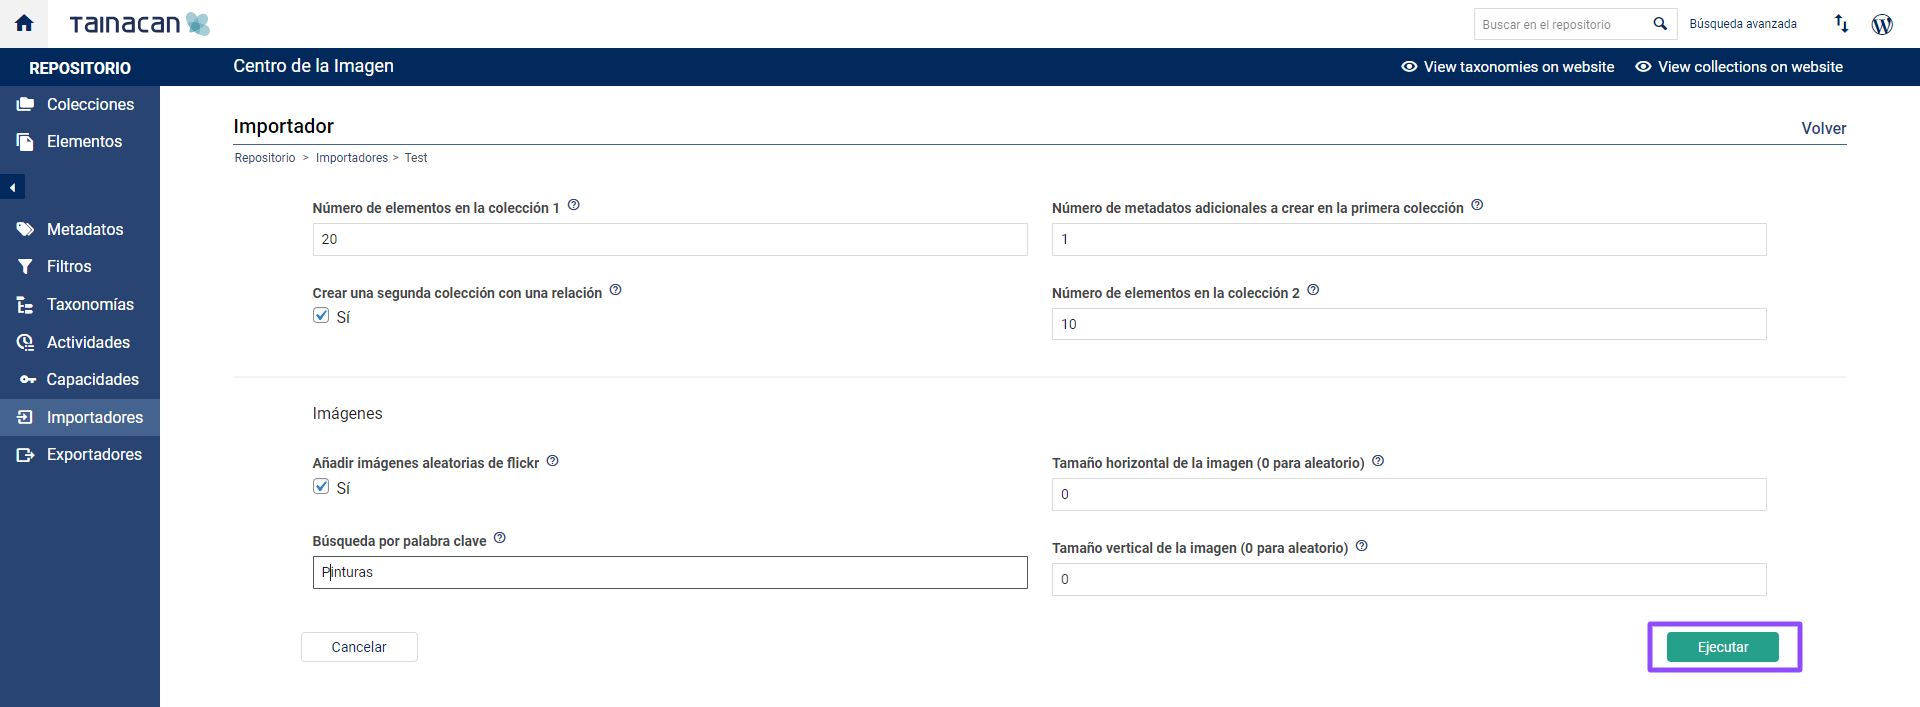 TAINACAN
Buscar en el repositorio
Búsqueda avanzada
REPOSITORIO
Centro de la Imagen
View taxonomies on website
View collections on website
Colecciones
Elementos
Metadatos
Filtros
Taxonomías
Actividades
Capacidades
Importadores
Exportadores
Importador
Volver
Repositorio > Importadores > Test
Número de elementos en la colección 1
20
Número de metadatos adicionales a crear en la primera colección
1
Crear una segunda colección con una relación
Sí
Número de elementos en la colección 2
10
Imágenes
Añadir imágenes aleatorias de flickr
Sí
Tamaño horizontal de la imagen (0 para aleatorio)
0
Búsqueda por palabra clave
Pinturas
Tamaño vertical de la imagen (0 para aleatorio)
0
Cancelar
Ejecutar